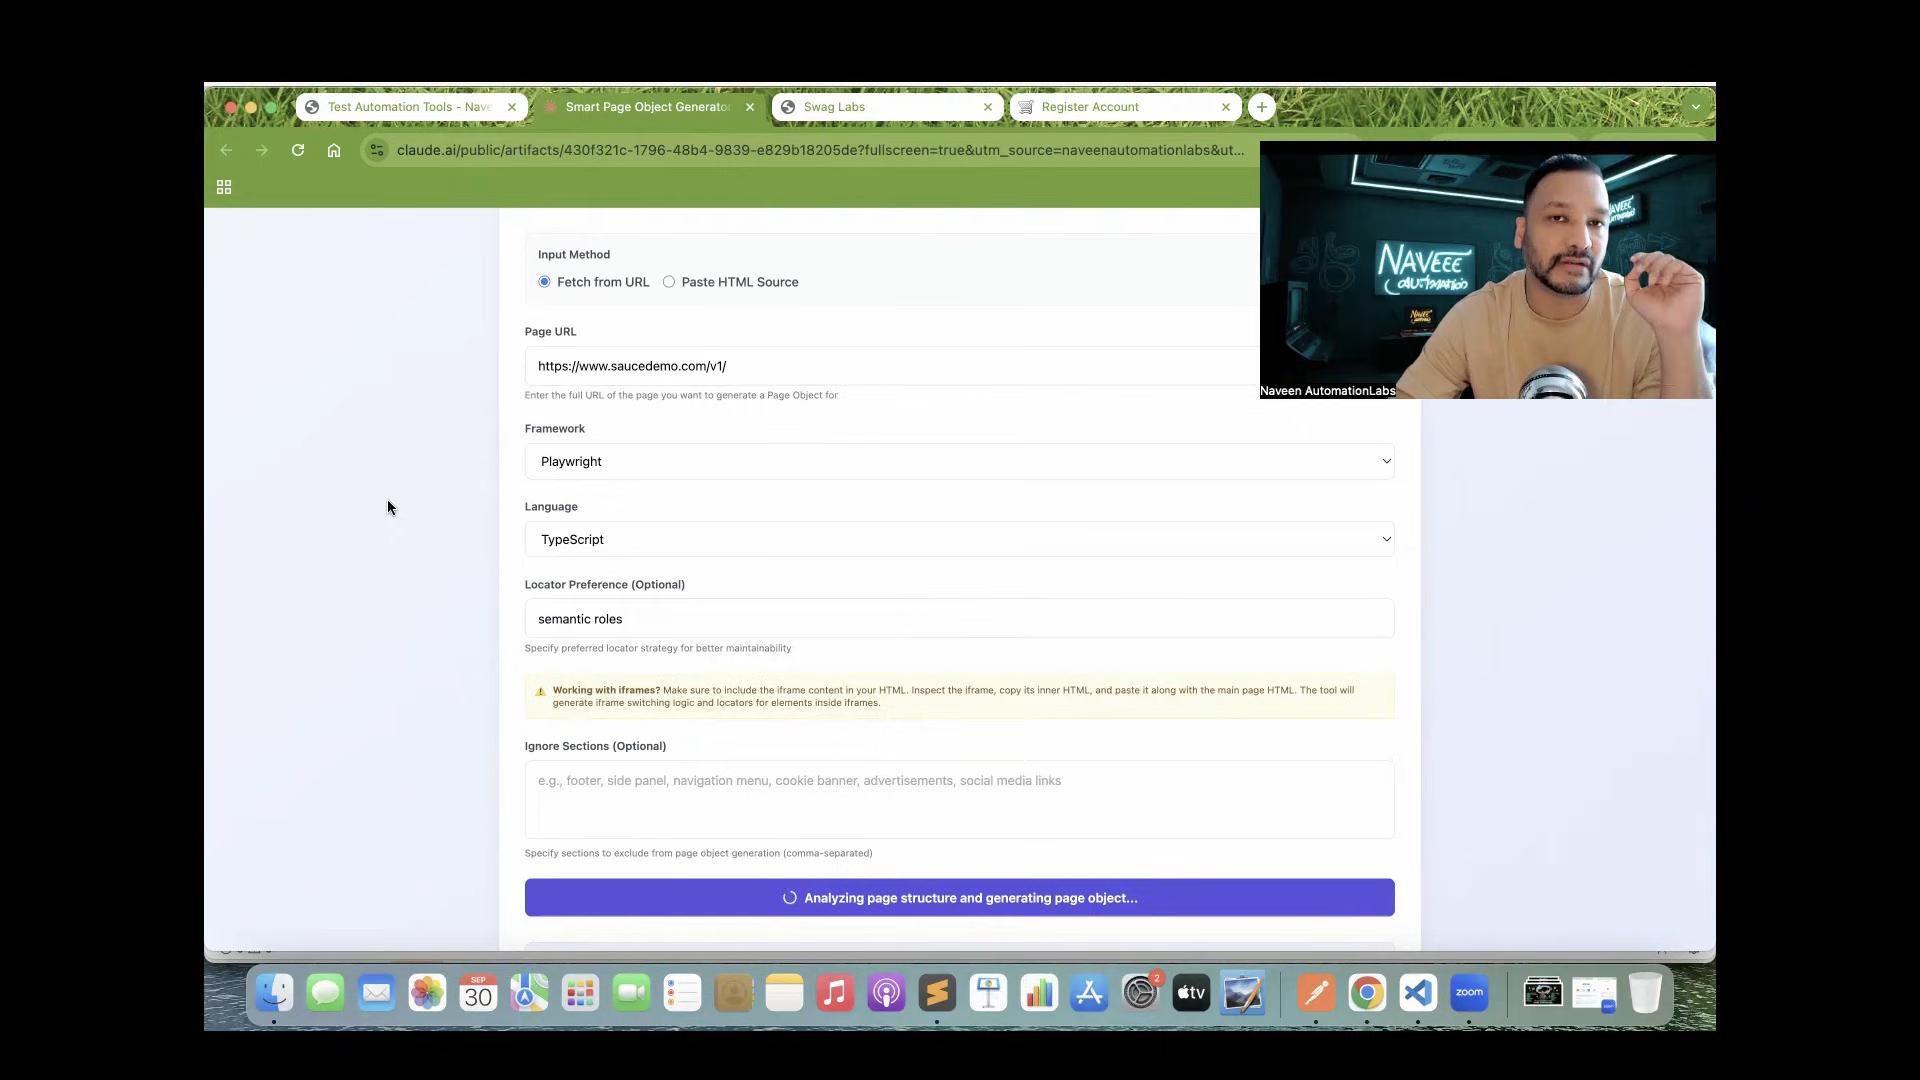 Test Automation Tools - Nave
Smart Page Object Generator
Swag Labs
Register Account
claude.ai/public/artifacts/430f321c-1796-48b4-9839-e829b18205de?fullscreen=true&utm_source=naveenautomationlabs&ut...
Input Method
Fetch from URL
Paste HTML Source
Page URL
https://www.saucedemo.com/v1/
Enter the full URL of the page you want to generate a Page Object for
NAVEEE
AUTMATION
Naveen AutomationLabs
Framework
Playwright
Language
TypeScript
Locator Preference (Optional)
semantic roles
Specify preferred locator strategy for better maintainability
Working with iframes? Make sure to include the iframe content in your HTML. Inspect the iframe, copy its inner HTML, and paste it along with the main page HTML. The tool will
generate iframe switching logic and locators for elements inside iframes.
Ignore Sections (Optional)
e.g., footer, side panel, navigation menu, cookie banner, advertisements, social media links
Specify sections to exclude from page object generation (comma-separated)
Analyzing page structure and generating page object...
SEP
30
2
tv
zoom